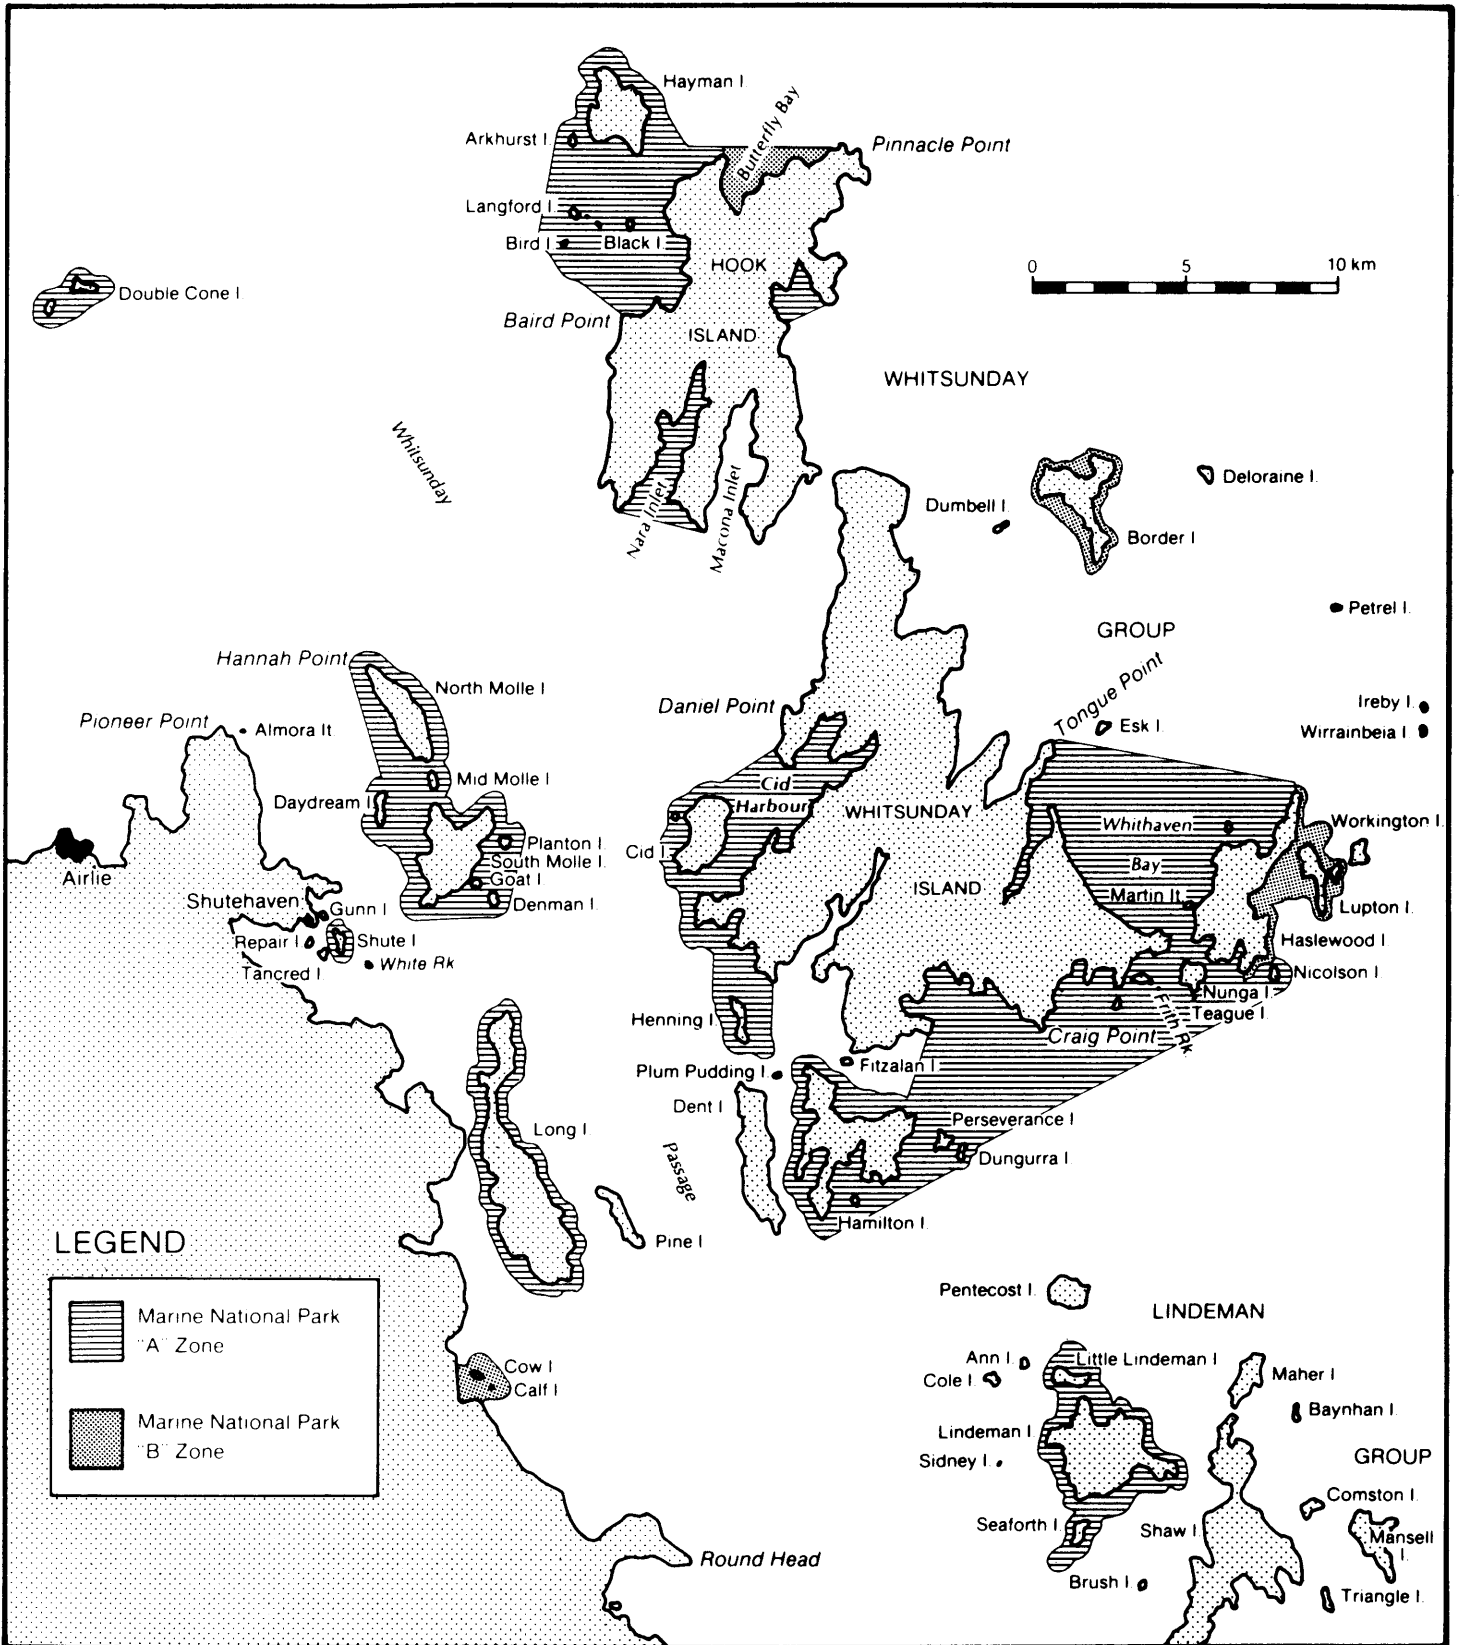 Hayman I.
Butterfly Bay
Arkhurst I.
Pinnacle Point
Langford I.
Bird I.
Black I.
HOOK
0 5 10 km
Double Cone I.
Baird Point
ISLAND
WHITSUNDAY
Whitsunday
Nara Inlet
Macona Inlet
Deloraine I.
Dumbell I.
Border I
Petrel I.
GROUP
Hannah Point
North Molle I
Tongue Point
Daniel Point
Ireby I.
Pioneer Point
Almora It.
Esk I.
Wirrainbeia I.
Mid Molle I
Cid
Harbour
Daydream I
WHITSUNDAY
Whithaven
Workington I.
Planton I.
South Molle I.
Cid I
Bay
Airlie
Goat I
ISLAND
Martin It.
Shutehaven
Gunn I
Denman I.
Lupton I.
Repair I
Shute I
Haslewood I.
White Rk
Tancred I.
Nicolson I.
Nunga I.
Henning I.
Teague I.
Frith Rk
Craig Point
Plum Pudding I.
Fitzalan I
Dent I
Perseverance I
Long I
Passage
Dungurra I.
Hamilton I.
Pine I
LEGEND
Marine National Park
"A" Zone
Marine National Park
"B" Zone
Pentecost I.
LINDEMAN
Cow I
Calf I
Ann I.
Little Lindeman I
Cole I.
Maher I
Baynhan I.
Lindeman I.
Sidney I.
GROUP
Comston I.
Seaforth I.
Shaw I.
Mansell
I.
Round Head
Brush I.
Triangle I.